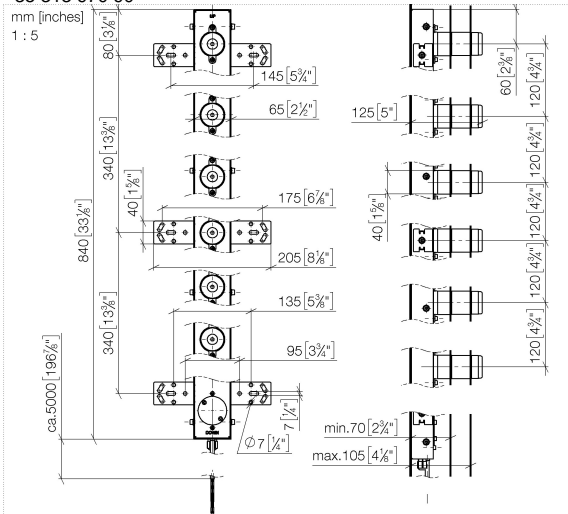 mm [inches]
1 : 5
UP
80 [3⅛"]
145 [5¾"]
65 [2½"]
340 [13⅜"]
40 [1⅝"]
175 [6⅞"]
840 [33⅛"]
205 [8⅛"]
135 [5⅜"]
340 [13⅜"]
95 [3¾"]
7 [¼"]
ca.5000 [196⅞"]
DOWN
Ø 7 [¼"]
60 [2⅜"]
120 [4¾"]
125 [5"]
120 [4¾"]
40 [1⅝"]
120 [4¾"]
120 [4¾"]
120 [4¾"]
min.70 [2¾"]
max.105 [4⅛"]